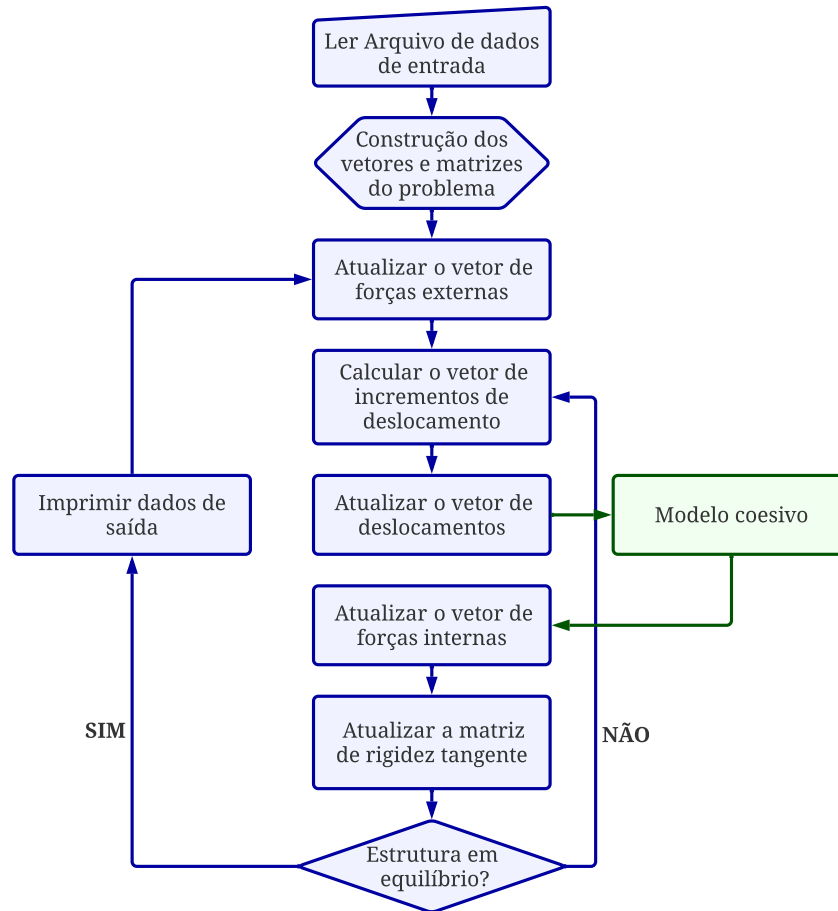 Ler Arquivo de dados
de entrada
Construção dos
vetores e matrizes
do problema
Atualizar o vetor de
forças externas
Calcular o vetor de
incrementos de
deslocamento
Imprimir dados de
saída
Atualizar o vetor de
deslocamentos
Modelo coesivo
Atualizar o vetor de
forças internas
SIM
Atualizar a matriz
de rigidez tangente
NÃO
Estrutura em
equilíbrio?